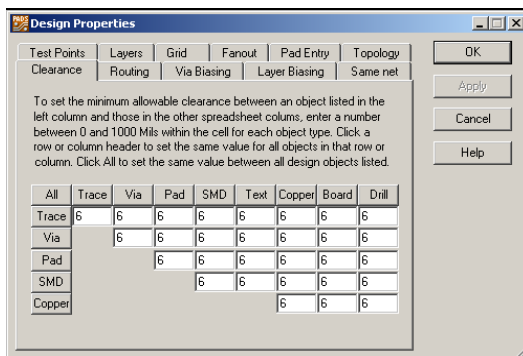 PADS Design Properties
Test Points Layers Grid Fanout Pad Entry Topology
Clearance Routing Via Biasing Layer Biasing Same net
To set the minimum allowable clearance between an object listed in the
left column and those in the other spreadsheet colums, enter a number
between 0 and 1000 Mils within the cell for each object type. Click a
row or column header to set the same value for all objects in that row or
column. Click All to set the same value between all design objects listed.
All Trace Via Pad SMD Text Copper Board Drill
Trace 6 6 6 6 6 6 6 6
Via 6 6 6 6 6 6 6
Pad 6 6 6 6 6 6
SMD 6 6 6 6 6
Copper 6 6 6
OK
Apply
Cancel
Help